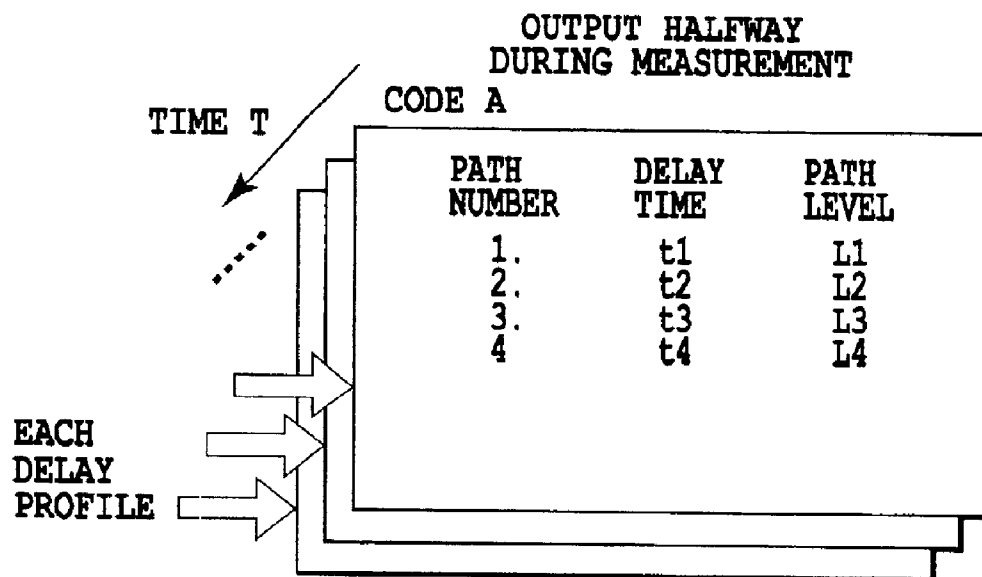 OUTPUT HALFWAY
DURING MEASUREMENT
TIME T
CODE A
PATH NUMBER DELAY TIME PATH LEVEL
1. t1 L1
2. t2 L2
3. t3 L3
4 t4 L4
EACH
DELAY
PROFILE